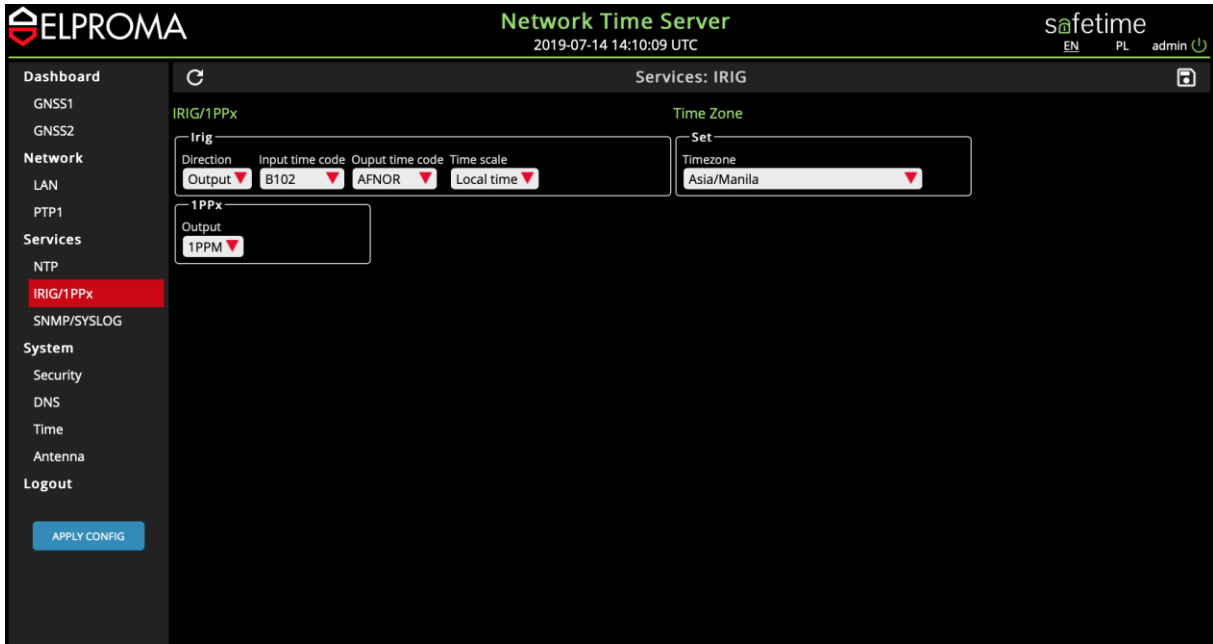 ELPROMA
Network Time Server
2019-07-14 14:10:09 UTC
safetime
EN PL admin
Dashboard
GNSS1
GNSS2
Network
LAN
PTP1
Services
NTP
IRIG/1PPx
SNMP/SYSLOG
System
Security
DNS
Time
Antenna
Logout
APPLY CONFIG
Services: IRIG
IRIG/1PPx
Irig
Direction Input time code Ouput time code Time scale
Output B102 AFNOR Local time
1PPx
Output
1PPM
Time Zone
Set
Timezone
Asia/Manila